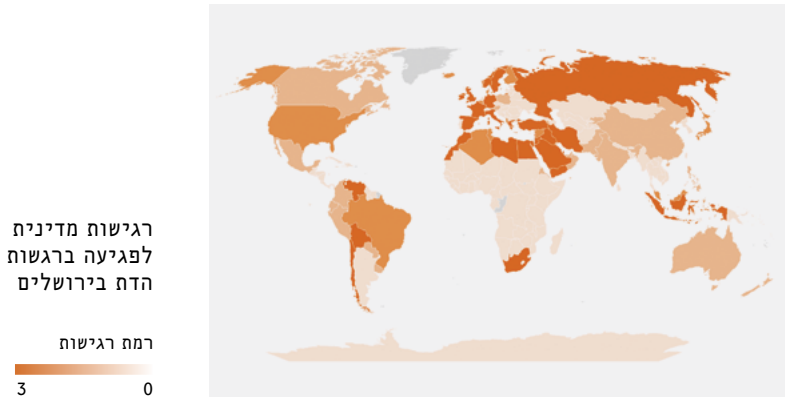 רגישות מדינית
לפגיעה ברגשות
הדת בירושלים
רמת רגישות
3 0